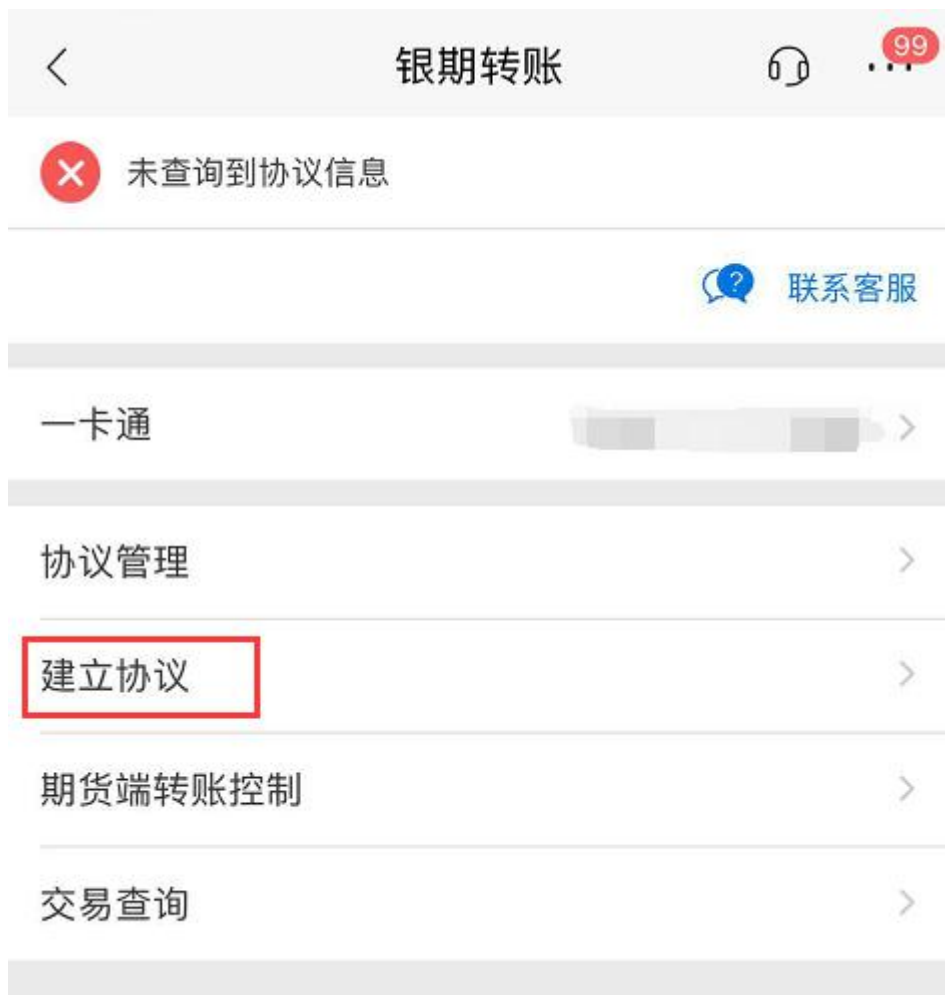 银期转账
99
未查询到协议信息
?
联系客服
一卡通
协议管理
建立协议
期货端转账控制
交易查询